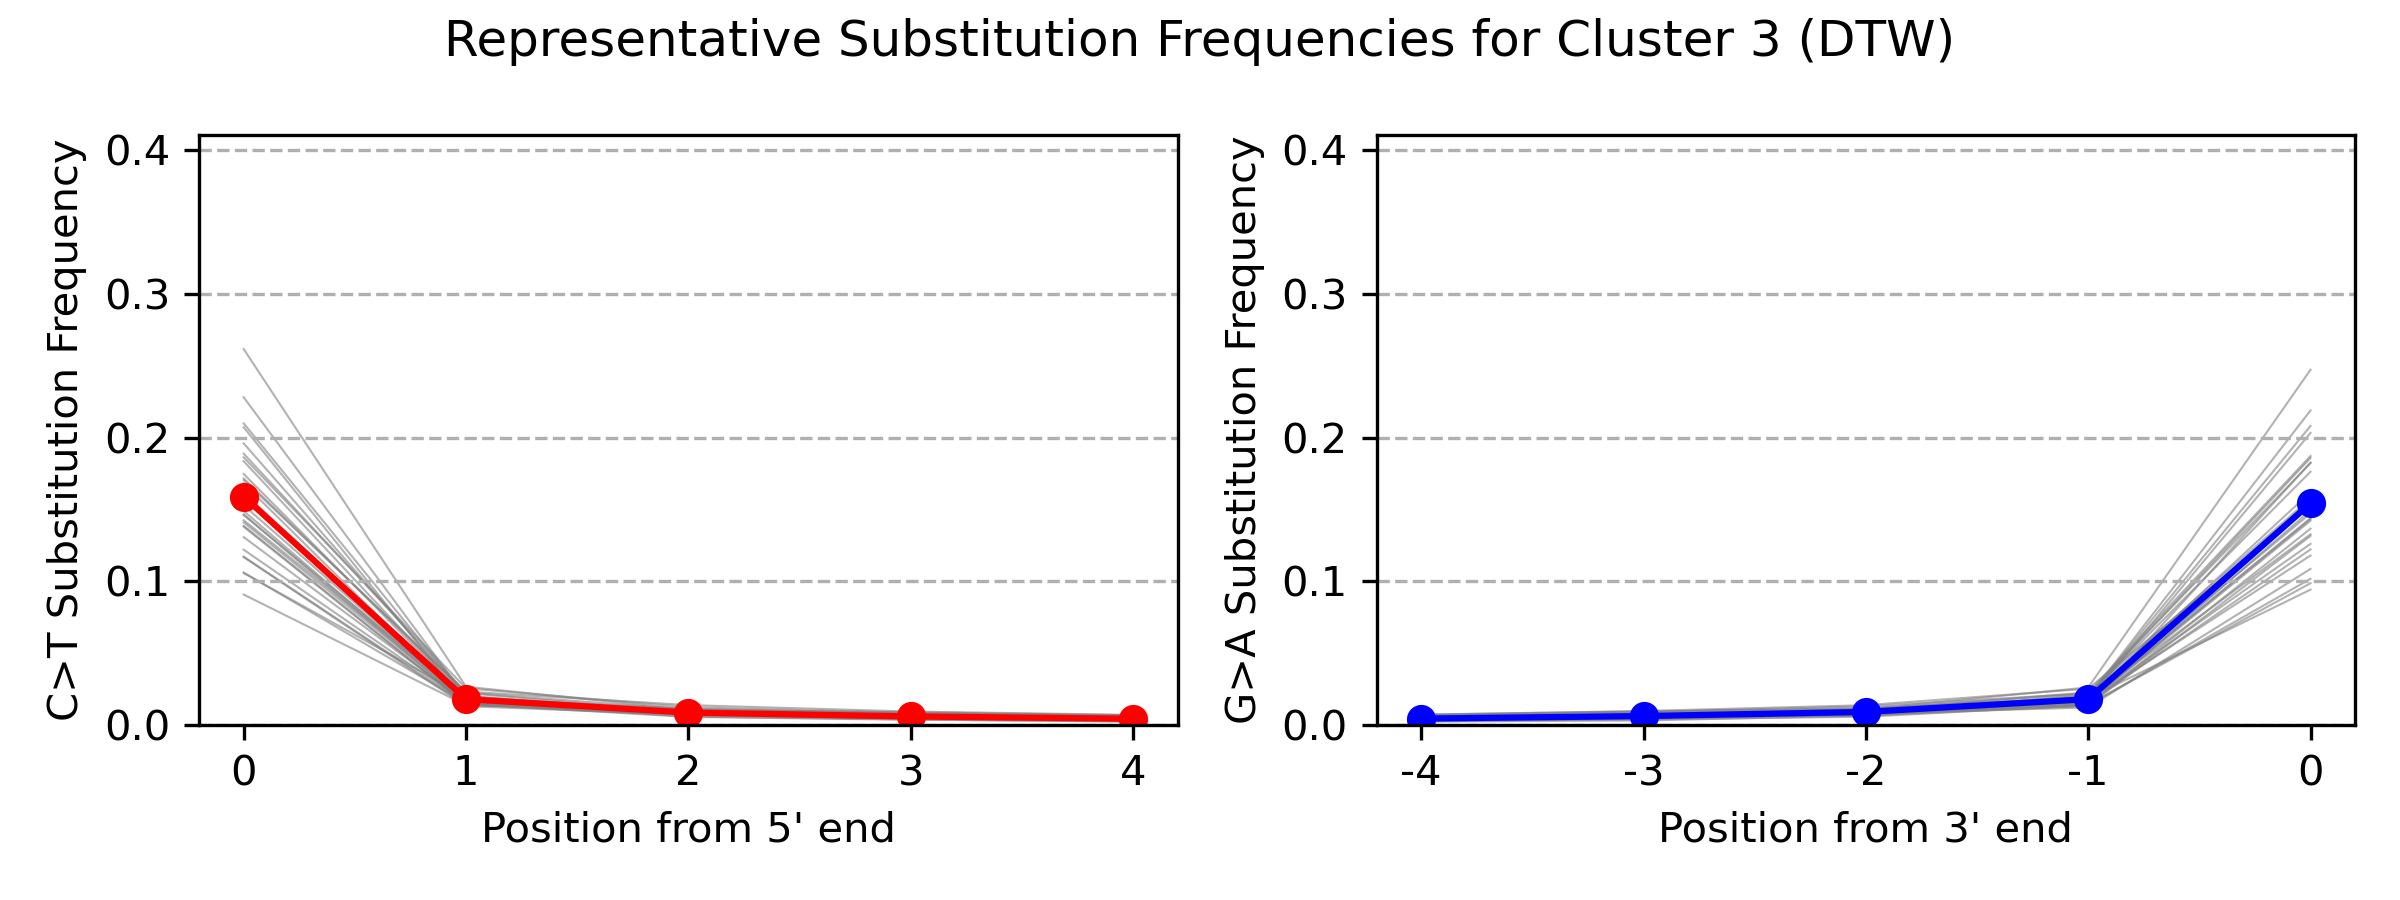 Representative Substitution Frequencies for Cluster 3 (DTW)
C>T Substitution Frequency
0.4
0.3
0.2
0.1
0.0
0 1 2 3 4
Position from 5' end
G>A Substitution Frequency
0.4
0.3
0.2
0.1
0.0
-4 -3 -2 -1 0
Position from 3' end